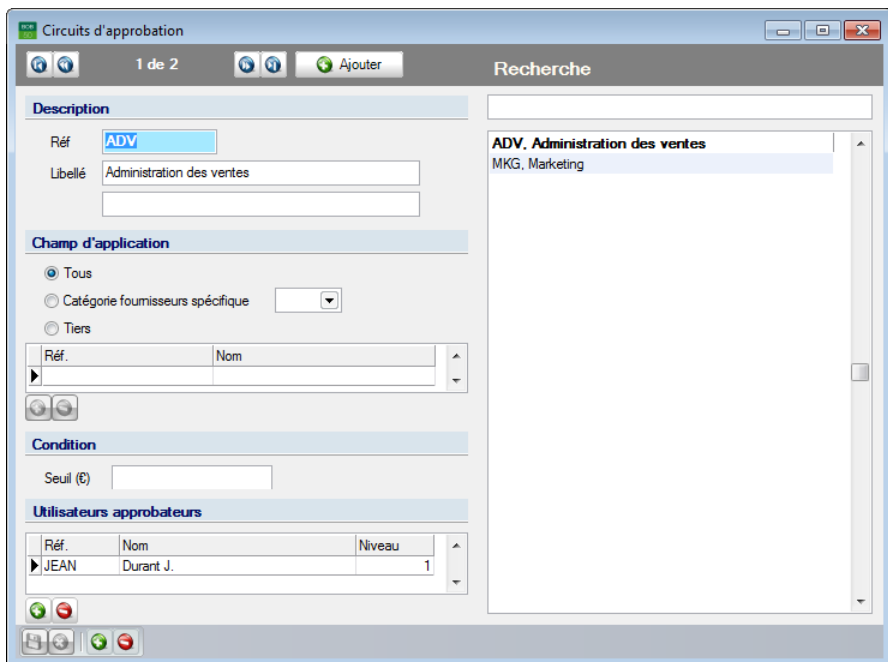 BOB
50
Circuits d'approbation
1 de 2
Ajouter
Recherche
Description
Réf
ADV
Libellé
Administration des ventes
ADV, Administration des ventes
MKG, Marketing
Champ d'application
Tous
Catégorie fournisseurs spécifique
Tiers
Réf. Nom
Condition
Seuil (€)
Utilisateurs approbateurs
Réf. Nom Niveau
JEAN Durant J. 1